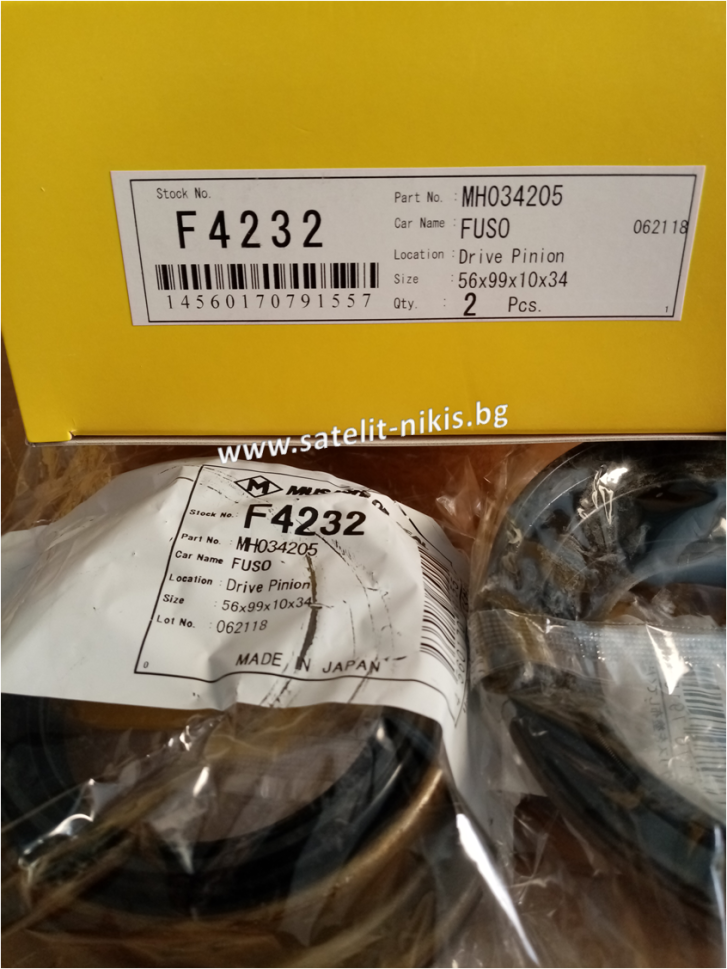 Stock No.
F4232
14560170791557
Part No. : MH034205
Car Name : FUSO
062118
Location : Drive Pinion
Size : 56x99x10x34
Qty. : 2 Pcs.
1
www.satelit-nikis.bg
M
Stock No. F4232
Part No. : MH034205
Car Name : FUSO
Location : Drive Pinion
Size : 56x99x10x34
Lot No. : 062118
0
MADE IN JAPAN